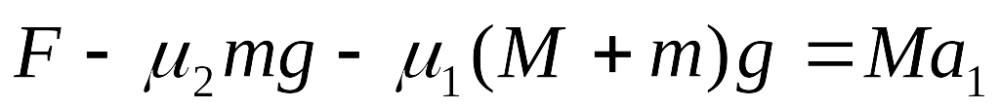 F - μ₂mg - μ₁(M + m)g = Ma₁